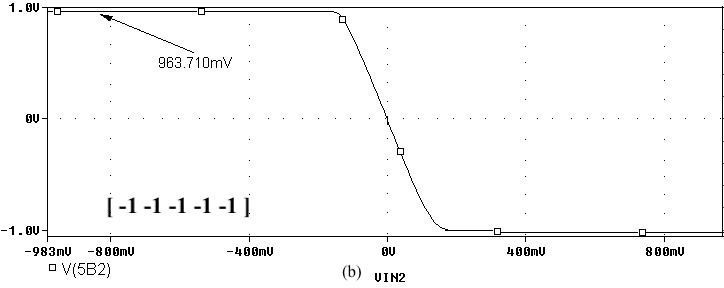 1.0V
963.710mV
0V
[ -1 -1 -1 -1 -1 ]
-1.0V
-983mV -800mV -400mV 0V 400mV 800mV
V(5B2) (b) VIN2